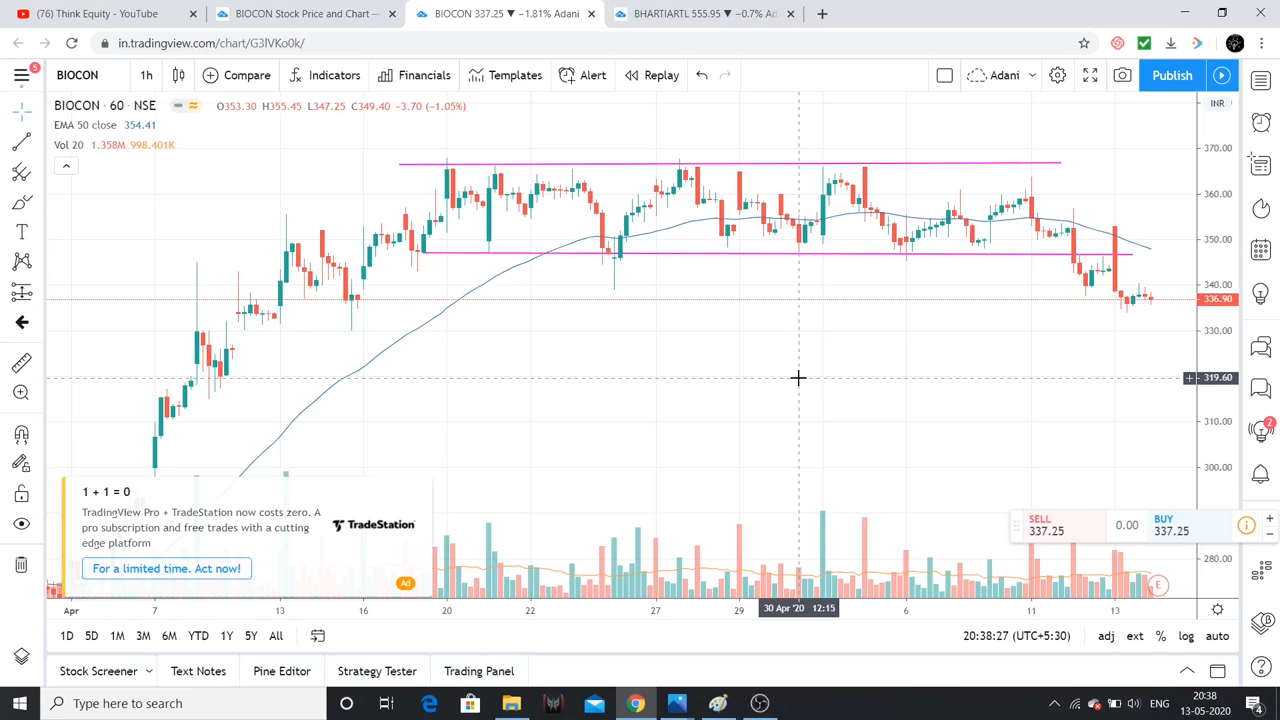 (76) Think Equity - YouTube
BIOCON Stock Price and Chart —
BIOCON 337.25 ▼ −1.81% Adani
BHARTIARTL 555.95 ▼ −0.7% Ad
in.tradingview.com/chart/G3lVKo0k/
5
BIOCON
1h
Compare
Indicators
Financials
Templates
Alert
Replay
Adani
Publish
BIOCON · 60 · NSE
O353.30 H355.45 L347.25 C349.40 −3.70 (−1.05%)
INR
EMA 50 close 354.41
Vol 20 1.358M 998.401K
370.00
360.00
350.00
340.00
336.90
330.00
319.60
310.00
300.00
280.00
2
1 + 1 = 0
TradingView Pro + TradeStation now costs zero. A
pro subscription and free trades with a cutting
edge platform
TradeStation
For a limited time. Act now!
Ad
SELL
337.25
0.00
BUY
337.25
E
Apr
7
13
16
20
22
27
29
30 Apr '20 12:15
6
11
13
1D
5D
1M
3M
6M
YTD
1Y
5Y
All
20:38:27 (UTC+5:30)
adj
ext
%
log
auto
Stock Screener
Text Notes
Pine Editor
Strategy Tester
Trading Panel
Type here to search
ENG
20:38
13-05-2020
4